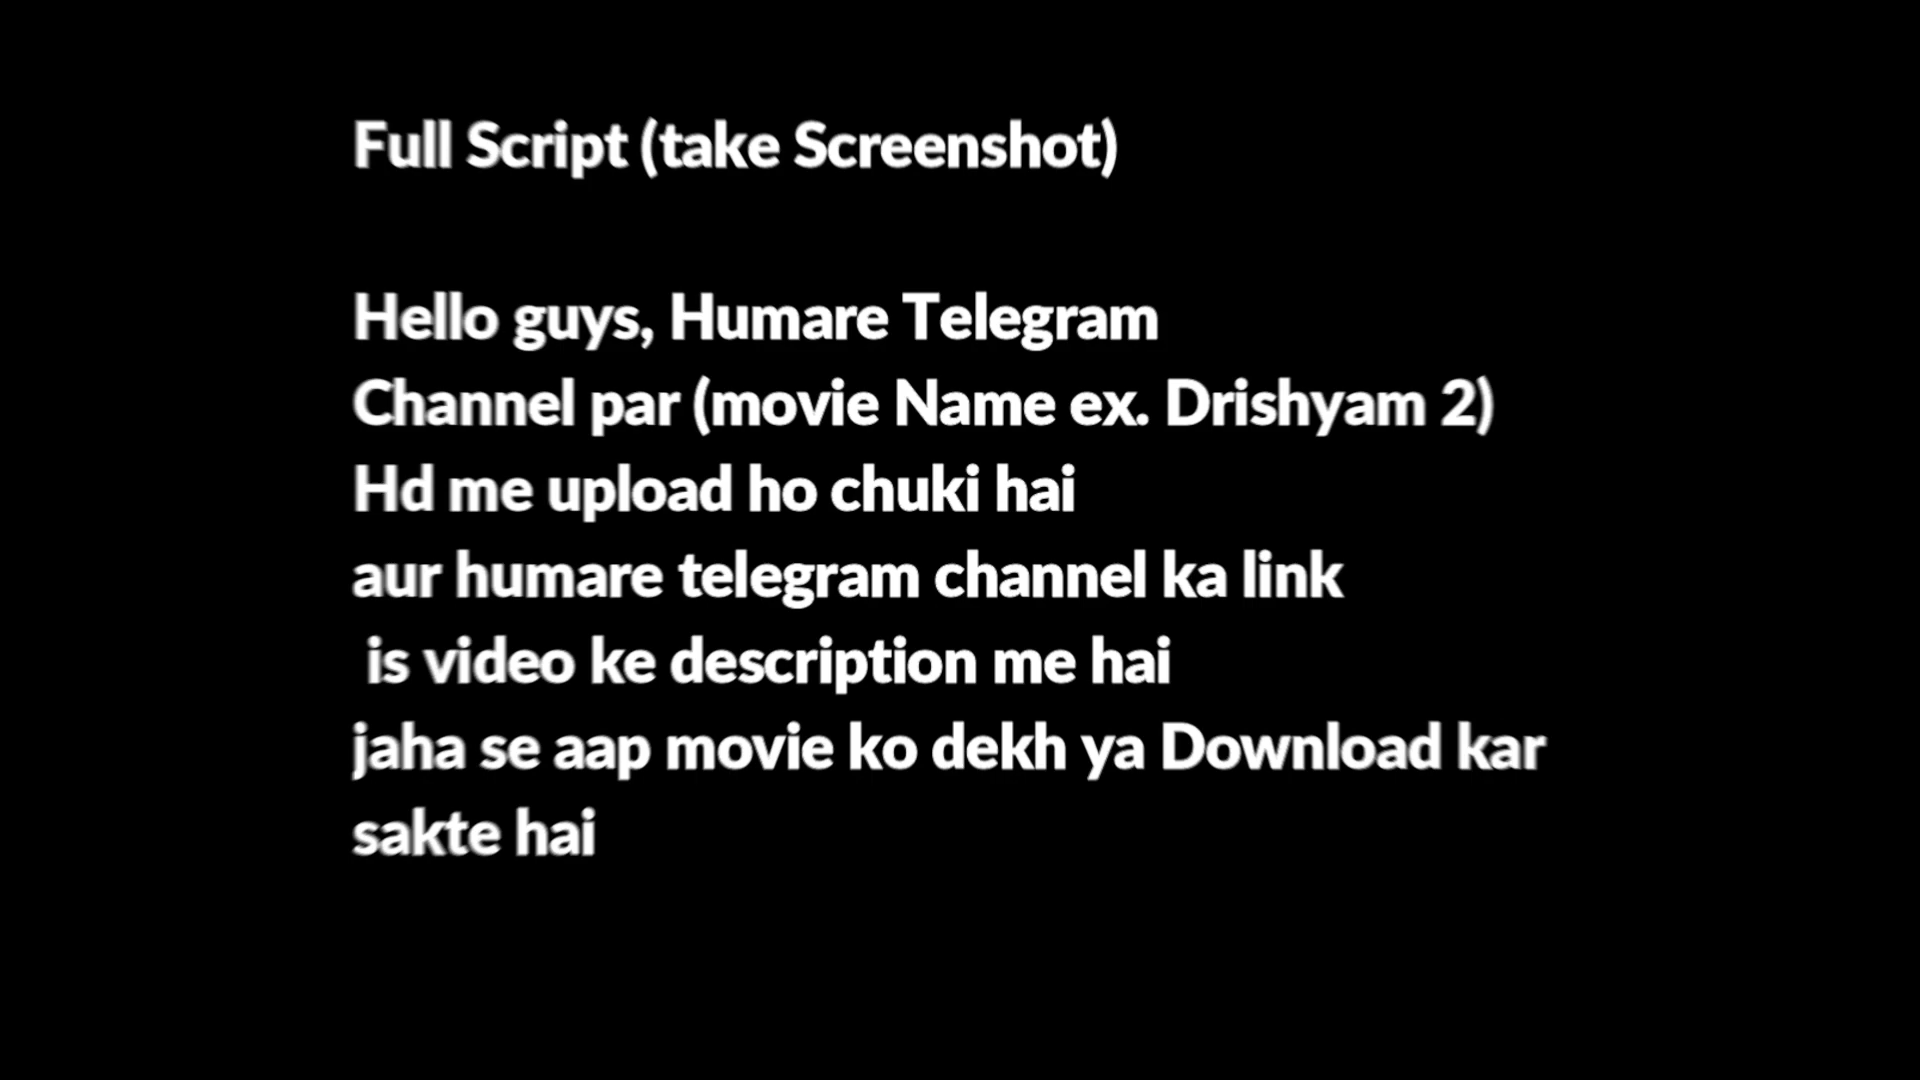 Full Script (take Screenshot)
Hello guys, Humare Telegram
Channel par (movie Name ex. Drishyam 2)
Hd me upload ho chuki hai
aur humare telegram channel ka link
is video ke description me hai
jaha se aap movie ko dekh ya Download kar
sakte hai